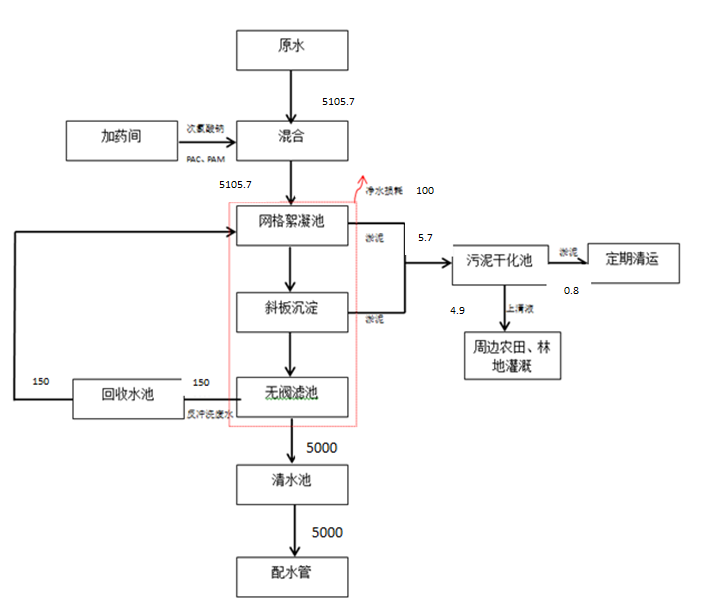 原水
5105.7
加药间
次氯酸钠
PAC、PAM
混合
5105.7
净水损耗
100
网格絮凝池
淤泥
5.7
污泥干化池
淤泥
定期清运
0.8
斜板沉淀
淤泥
4.9
上清液
周边农田、林
地灌溉
150
回收水池
150
反冲洗废水
无阀滤池
5000
清水池
5000
配水管